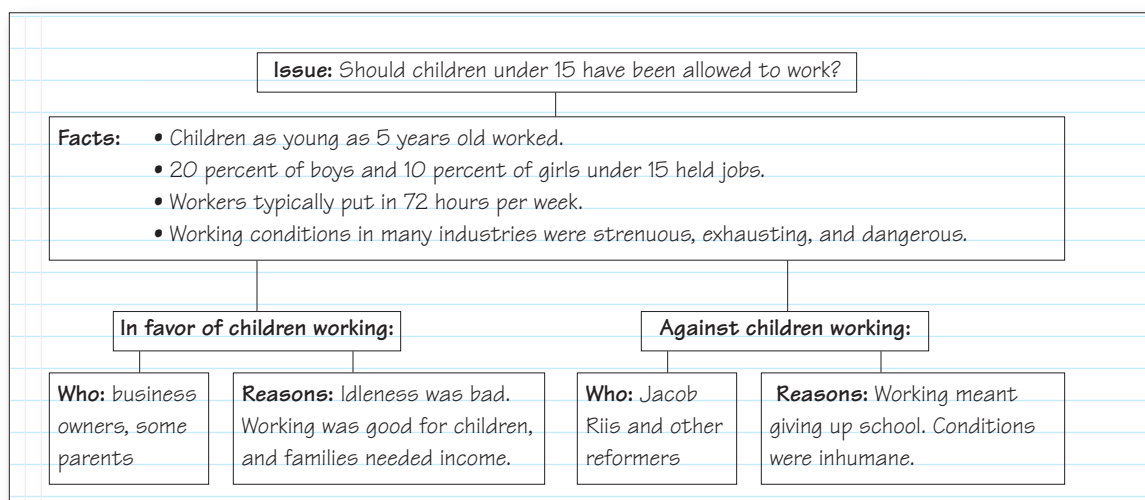 Issue: Should children under 15 have been allowed to work?
Facts: • Children as young as 5 years old worked.
• 20 percent of boys and 10 percent of girls under 15 held jobs.
• Workers typically put in 72 hours per week.
• Working conditions in many industries were strenuous, exhausting, and dangerous.
In favor of children working:
Who: business
owners, some
parents
Reasons: Idleness was bad.
Working was good for children,
and families needed income.
Against children working:
Who: Jacob
Riis and other
reformers
Reasons: Working meant
giving up school. Conditions
were inhumane.